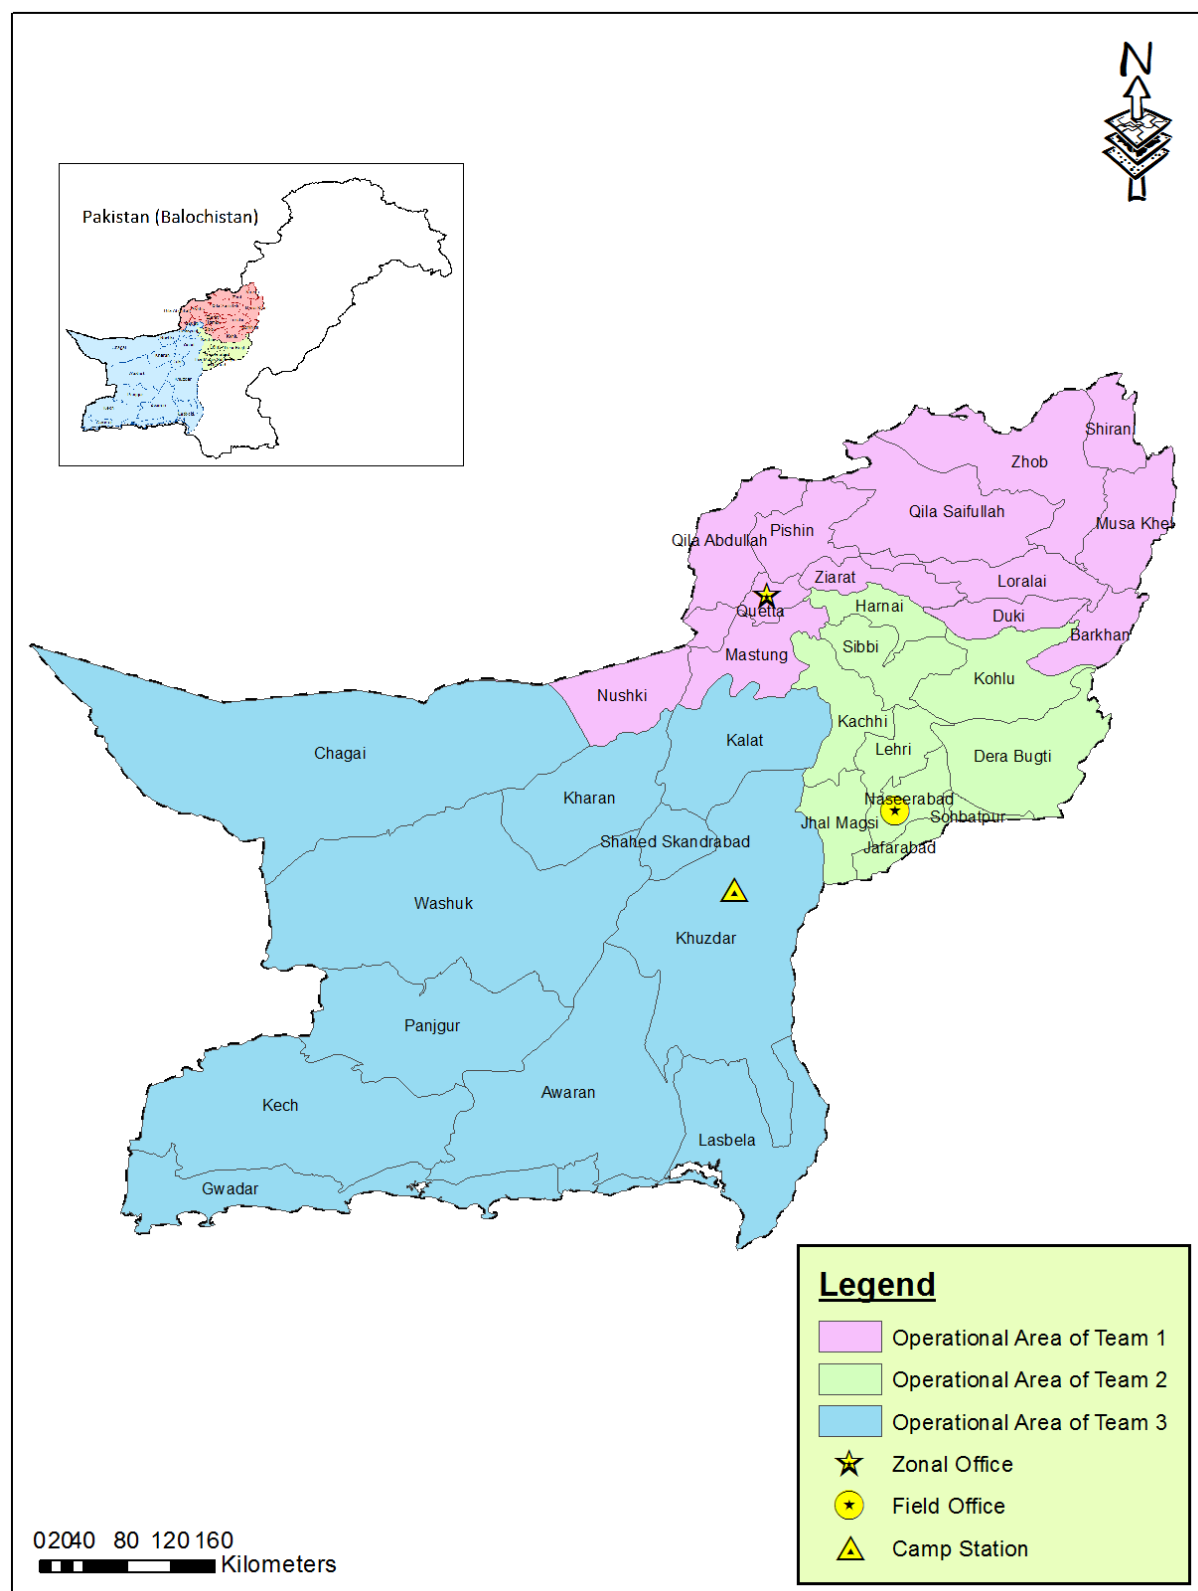 N
Pakistan (Balochistan)
Shiran
Zhob
Qila Saifullah
Musa Khel
Pishin
Qila Abdullah
Ziarat
Loralai
Harnai
Quetta
Duki
Barkhan
Sibbi
Mastung
Kohlu
Nushki
Kachhi
Kalat
Lehri
Chagai
Dera Bugti
Kharan
Naseerabad
Sohbatpur
Jhal Magsi
Shahed Skandrabad
Jafarabad
Washuk
Khuzdar
Panjgur
Awaran
Kech
Lasbela
Gwadar
Legend
Operational Area of Team 1
Operational Area of Team 2
Operational Area of Team 3
Zonal Office
Field Office
Camp Station
0 20 40 80 120 160
Kilometers